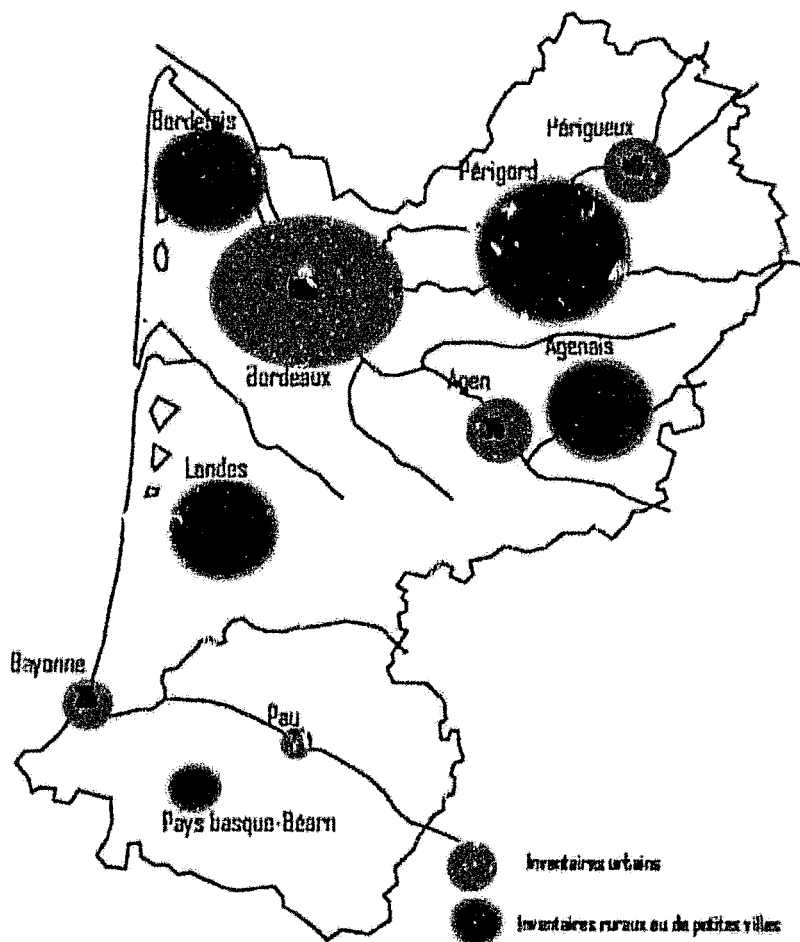 Bordelais
Périgueux
Périgord
Bordeaux
Agenais
Agen
Landes
Bayonne
Pau
Pays basque-Béarn
Inventaires urbains
Inventaires ruraux ou de petites villes